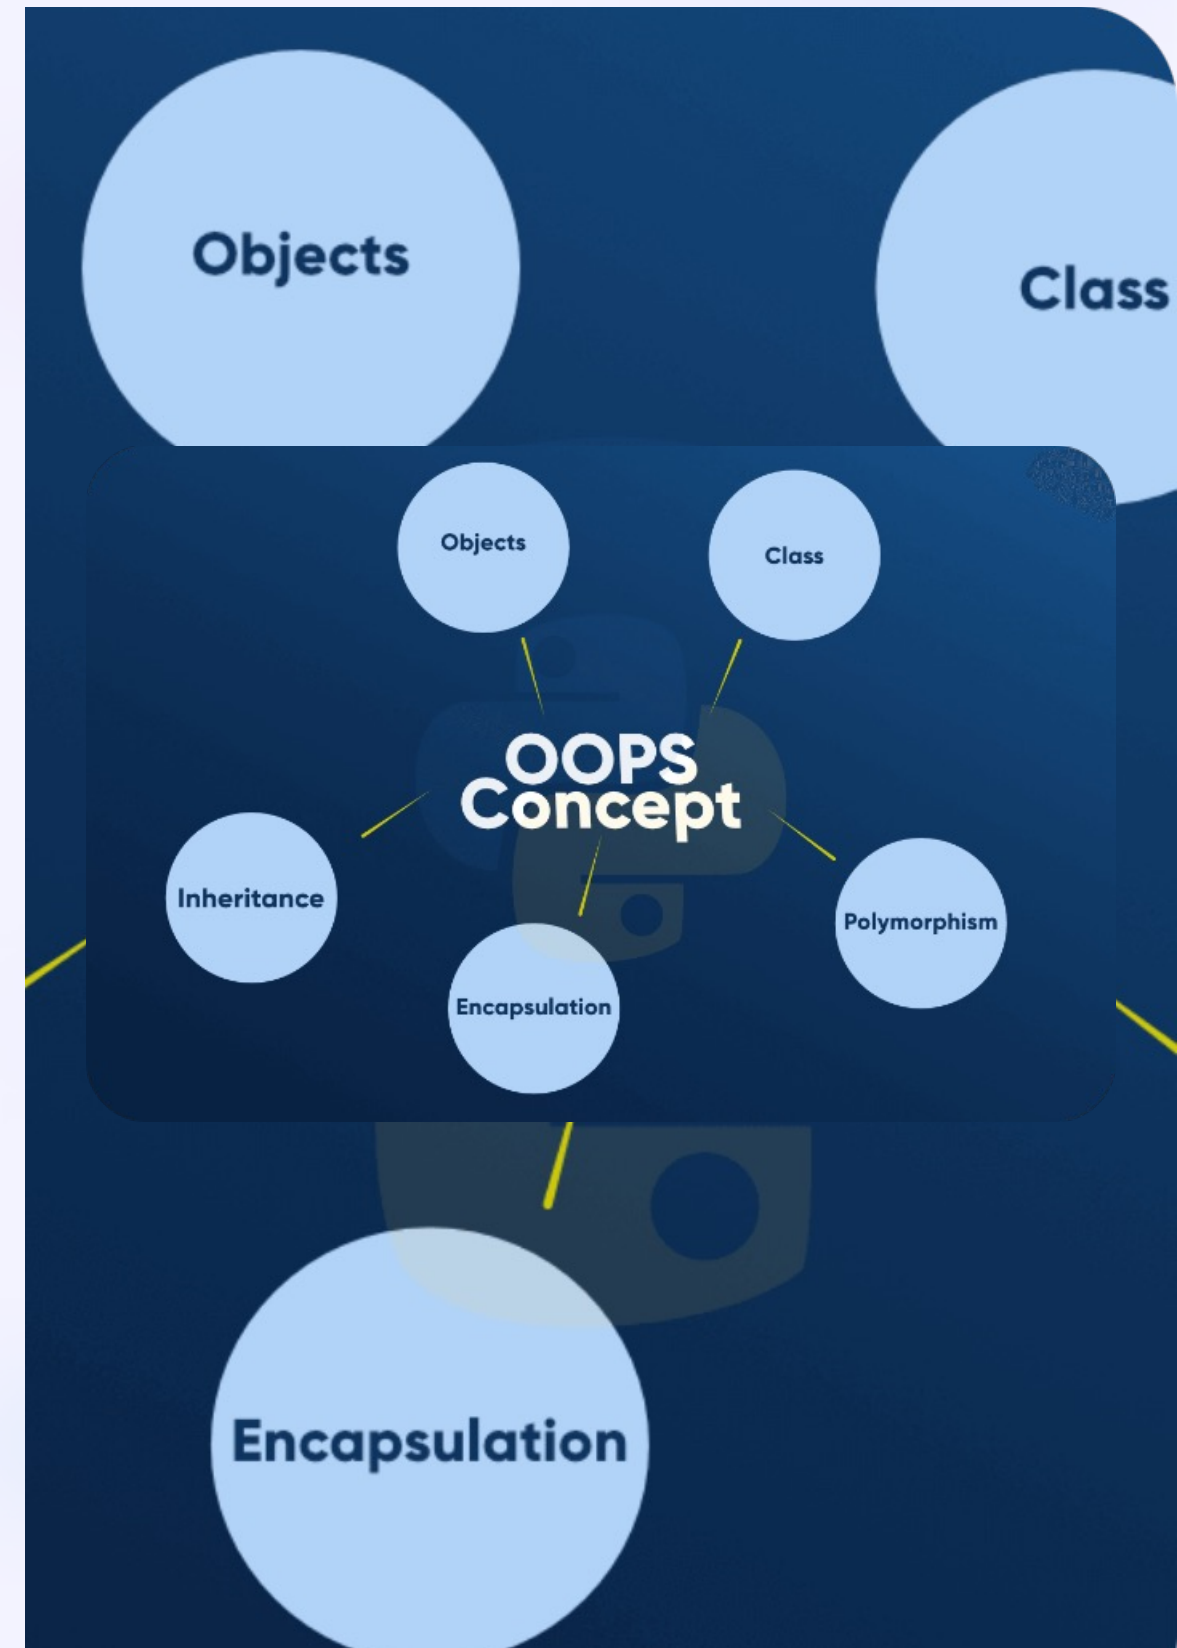 Objects
Class
Objects
Class
OOPS
Concept
Inheritance
Polymorphism
Encapsulation
Encapsulation